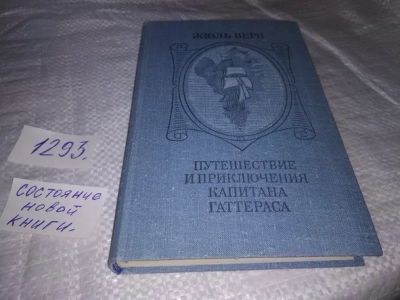 ЖЮЛЬ ВЕРН
ПУТЕШЕСТВИЕ
И ПРИКЛЮЧЕНИЯ
КАПИТАНА
ГАТТЕРАСА
1293.
СОСТОЯНИЕ
НОВОЙ
КНИГИ.